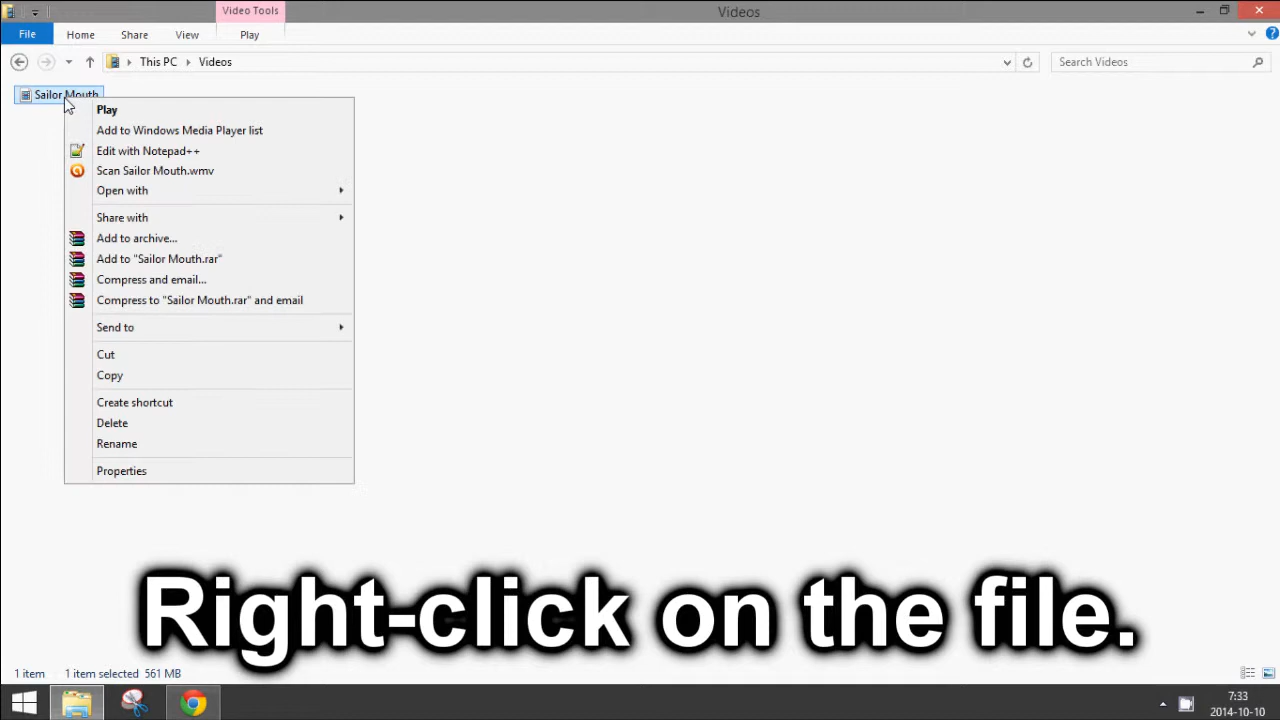 Video Tools
Videos
File
Home
Share
View
Play
This PC
Videos
Search Videos
Sailor Mouth
Play
Add to Windows Media Player list
Edit with Notepad++
Scan Sailor Mouth.wmv
Open with
Share with
Add to archive...
Add to "Sailor Mouth.rar"
Compress and email...
Compress to "Sailor Mouth.rar" and email
Send to
Cut
Copy
Create shortcut
Delete
Rename
Properties
Right-click on the file.
1 item
1 item selected 561 MB
7:33
2014-10-10